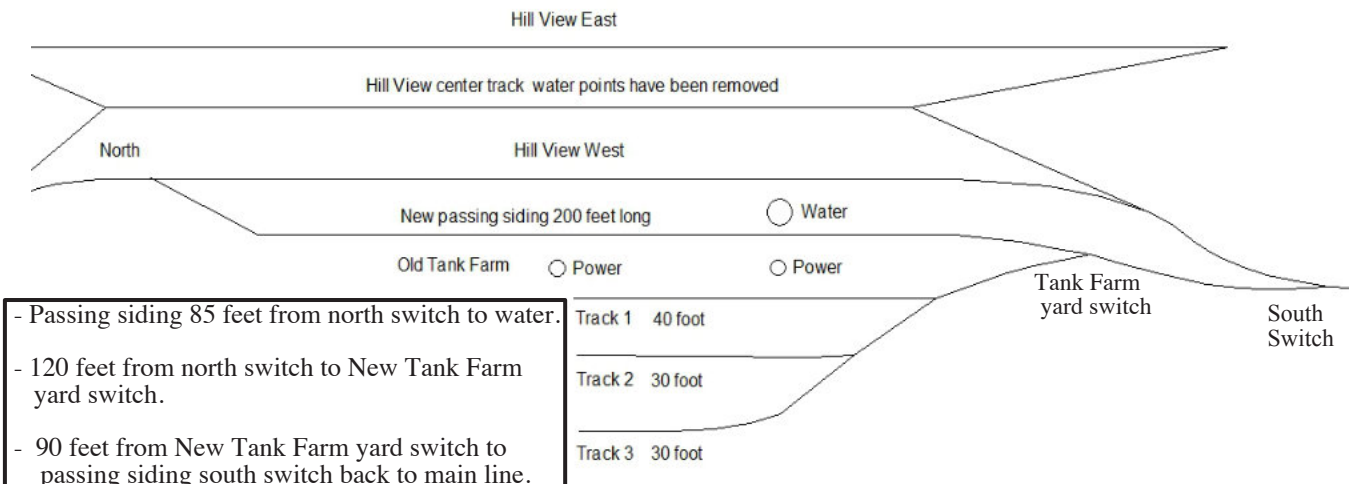 Hill View East
Hill View center track water points have been removed
North
Hill View West
New passing siding 200 feet long
Water
Old Tank Farm
Power
Power
Tank Farm
yard switch
South
Switch
- Passing siding 85 feet from north switch to water.
- 120 feet from north switch to New Tank Farm
yard switch.
- 90 feet from New Tank Farm yard switch to
passing siding south switch back to main line.
Track 1 40 foot
Track 2 30 foot
Track 3 30 foot